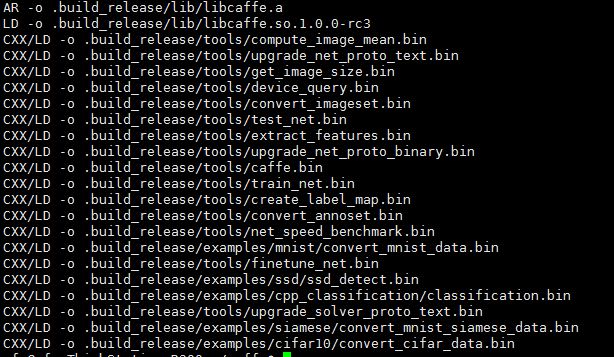 AR -o .build_release/lib/libcaffe.a
LD -o .build_release/lib/libcaffe.so.1.0.0-rc3
CXX/LD -o .build_release/tools/compute_image_mean.bin
CXX/LD -o .build_release/tools/upgrade_net_proto_text.bin
CXX/LD -o .build_release/tools/get_image_size.bin
CXX/LD -o .build_release/tools/device_query.bin
CXX/LD -o .build_release/tools/convert_imageset.bin
CXX/LD -o .build_release/tools/test_net.bin
CXX/LD -o .build_release/tools/extract_features.bin
CXX/LD -o .build_release/tools/upgrade_net_proto_binary.bin
CXX/LD -o .build_release/tools/caffe.bin
CXX/LD -o .build_release/tools/train_net.bin
CXX/LD -o .build_release/tools/create_label_map.bin
CXX/LD -o .build_release/tools/convert_annoset.bin
CXX/LD -o .build_release/tools/net_speed_benchmark.bin
CXX/LD -o .build_release/examples/mnist/convert_mnist_data.bin
CXX/LD -o .build_release/tools/finetune_net.bin
CXX/LD -o .build_release/examples/ssd/ssd_detect.bin
CXX/LD -o .build_release/examples/cpp_classification/classification.bin
CXX/LD -o .build_release/tools/upgrade_solver_proto_text.bin
CXX/LD -o .build_release/examples/siamese/convert_mnist_siamese_data.bin
CXX/LD -o .build_release/examples/cifar10/convert_cifar_data.bin